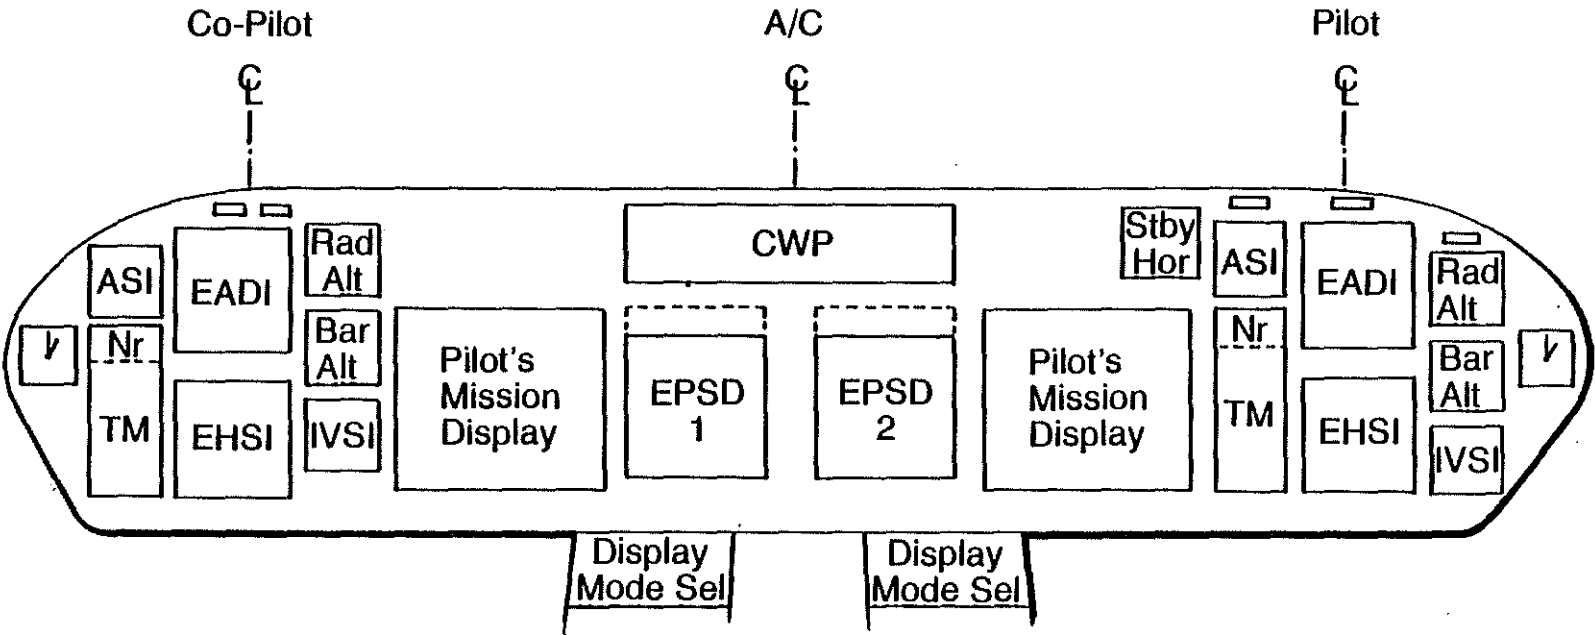 Co-Pilot
A/C
Pilot
CL
CL
CL
ASI
Nr
TM
EADI
EHSI
Rad
Alt
Bar
Alt
IVSI
Pilot's
Mission
Display
CWP
EPSD
1
EPSD
2
Pilot's
Mission
Display
Stby
Hor
ASI
Nr
TM
EADI
EHSI
Rad
Alt
Bar
Alt
IVSI
Display
Mode Sel
Display
Mode Sel